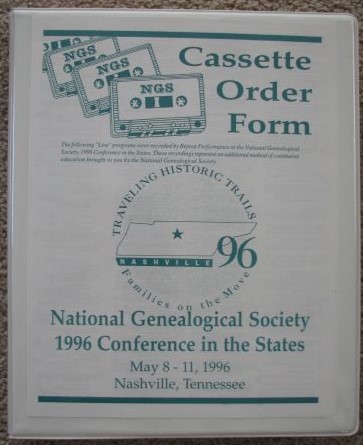 NGS
NGS
NGS
Cassette
Order
Form
The following "Live" programs were recorded by Repeat Performance at the National Genealogical
Society, 1996 Conference in the States. These recordings represent an additional method of continuing
education brought to you by the National Genealogical Society.
TRAVELING HISTORIC TRAILS
NASHVILLE 96
Families on the Move
National Genealogical Society
1996 Conference in the States
May 8 - 11, 1996
Nashville, Tennessee